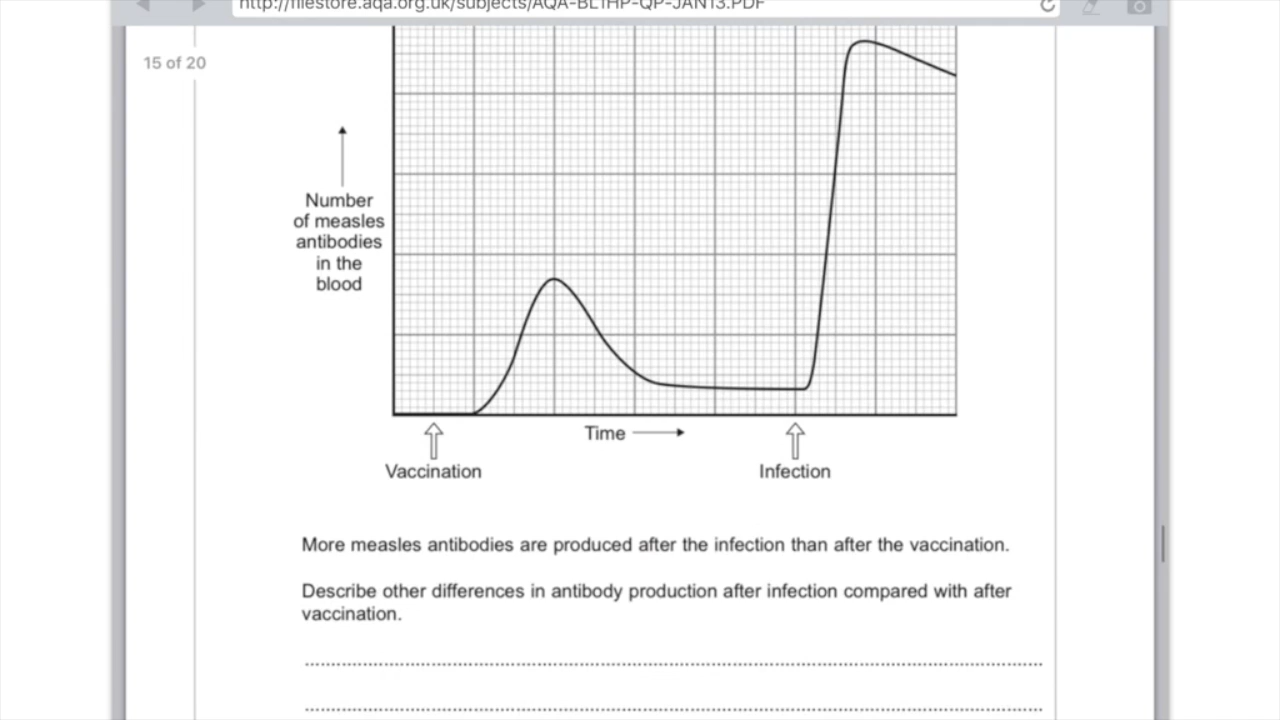 http://filestore.aqa.org.uk/subjects/AQA-BL1HP-QP-JAN13.PDF
15 of 20
Number
of measles
antibodies
in the
blood
Time
Vaccination
Infection
More measles antibodies are produced after the infection than after the vaccination.
Describe other differences in antibody production after infection compared with after
vaccination.